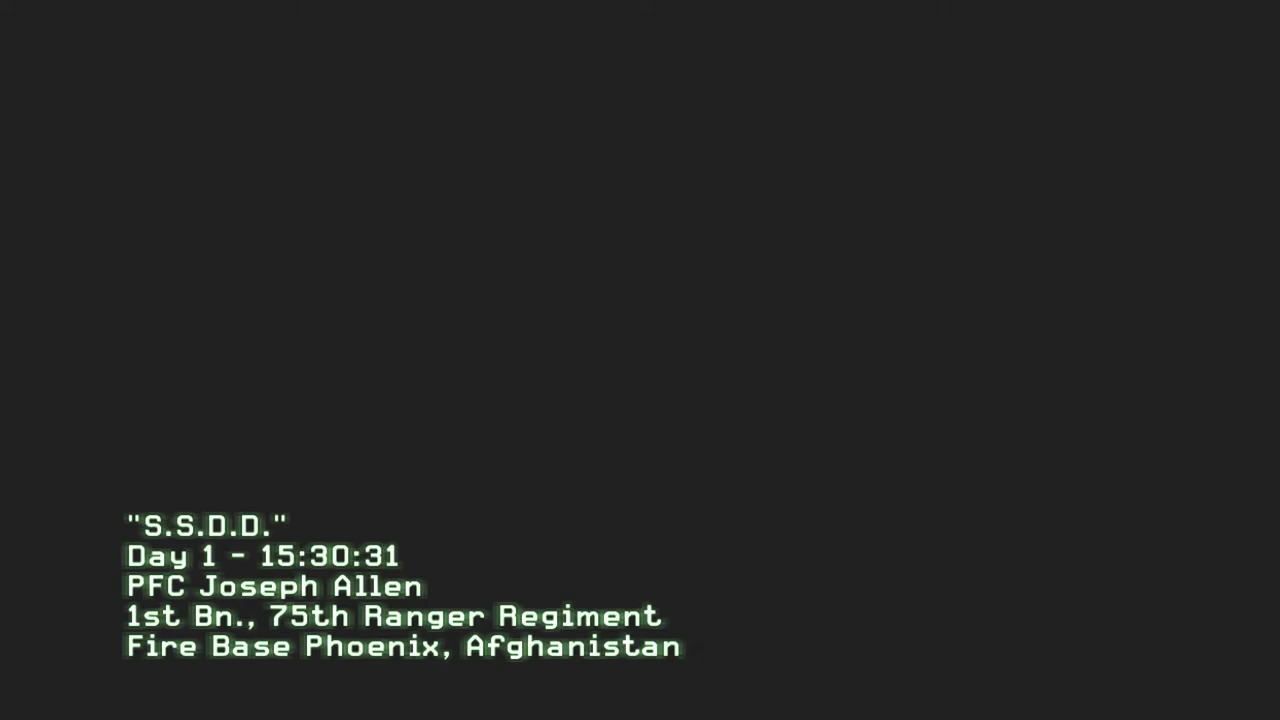 "S.S.D.D."
Day 1 - 15:30:31
PFC Joseph Allen
1st Bn., 75th Ranger Regiment
Fire Base Phoenix, Afghanistan